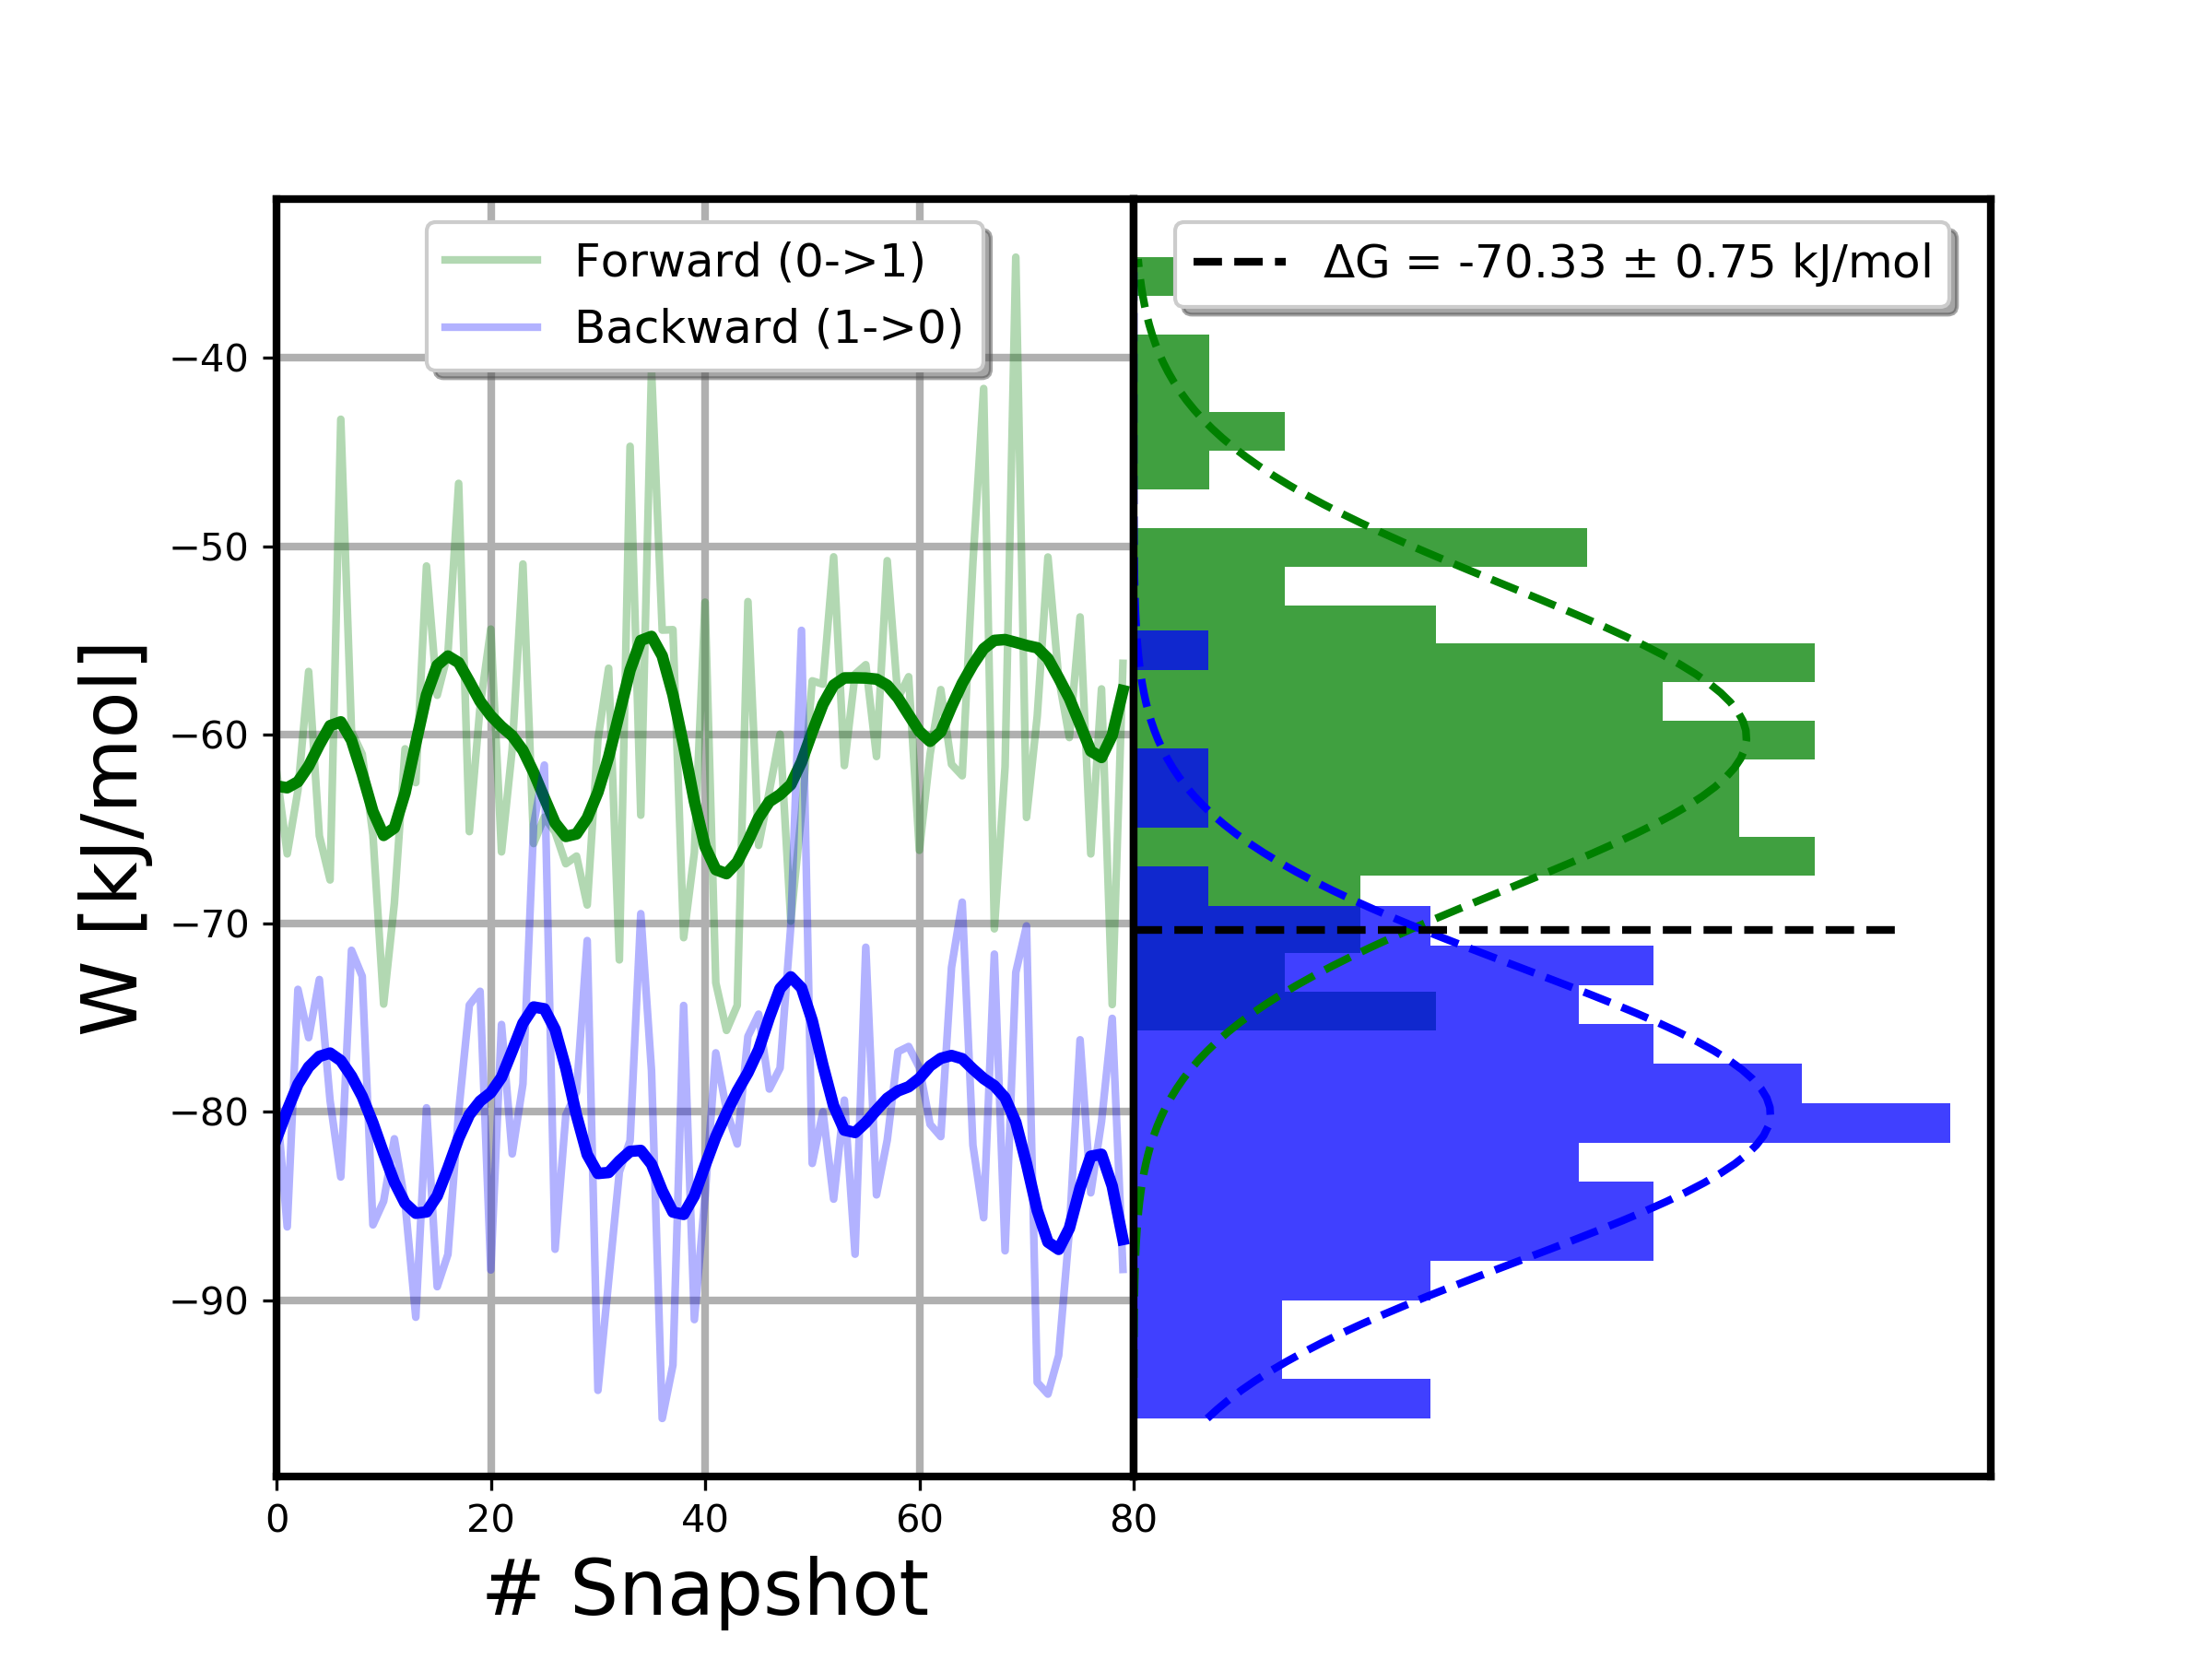 Forward (0->1)
Backward (1->0)
ΔG = -70.33 ± 0.75 kJ/mol
W [kJ/mol]
−40
−50
−60
−70
−80
−90
0 20 40 60 80
# Snapshot